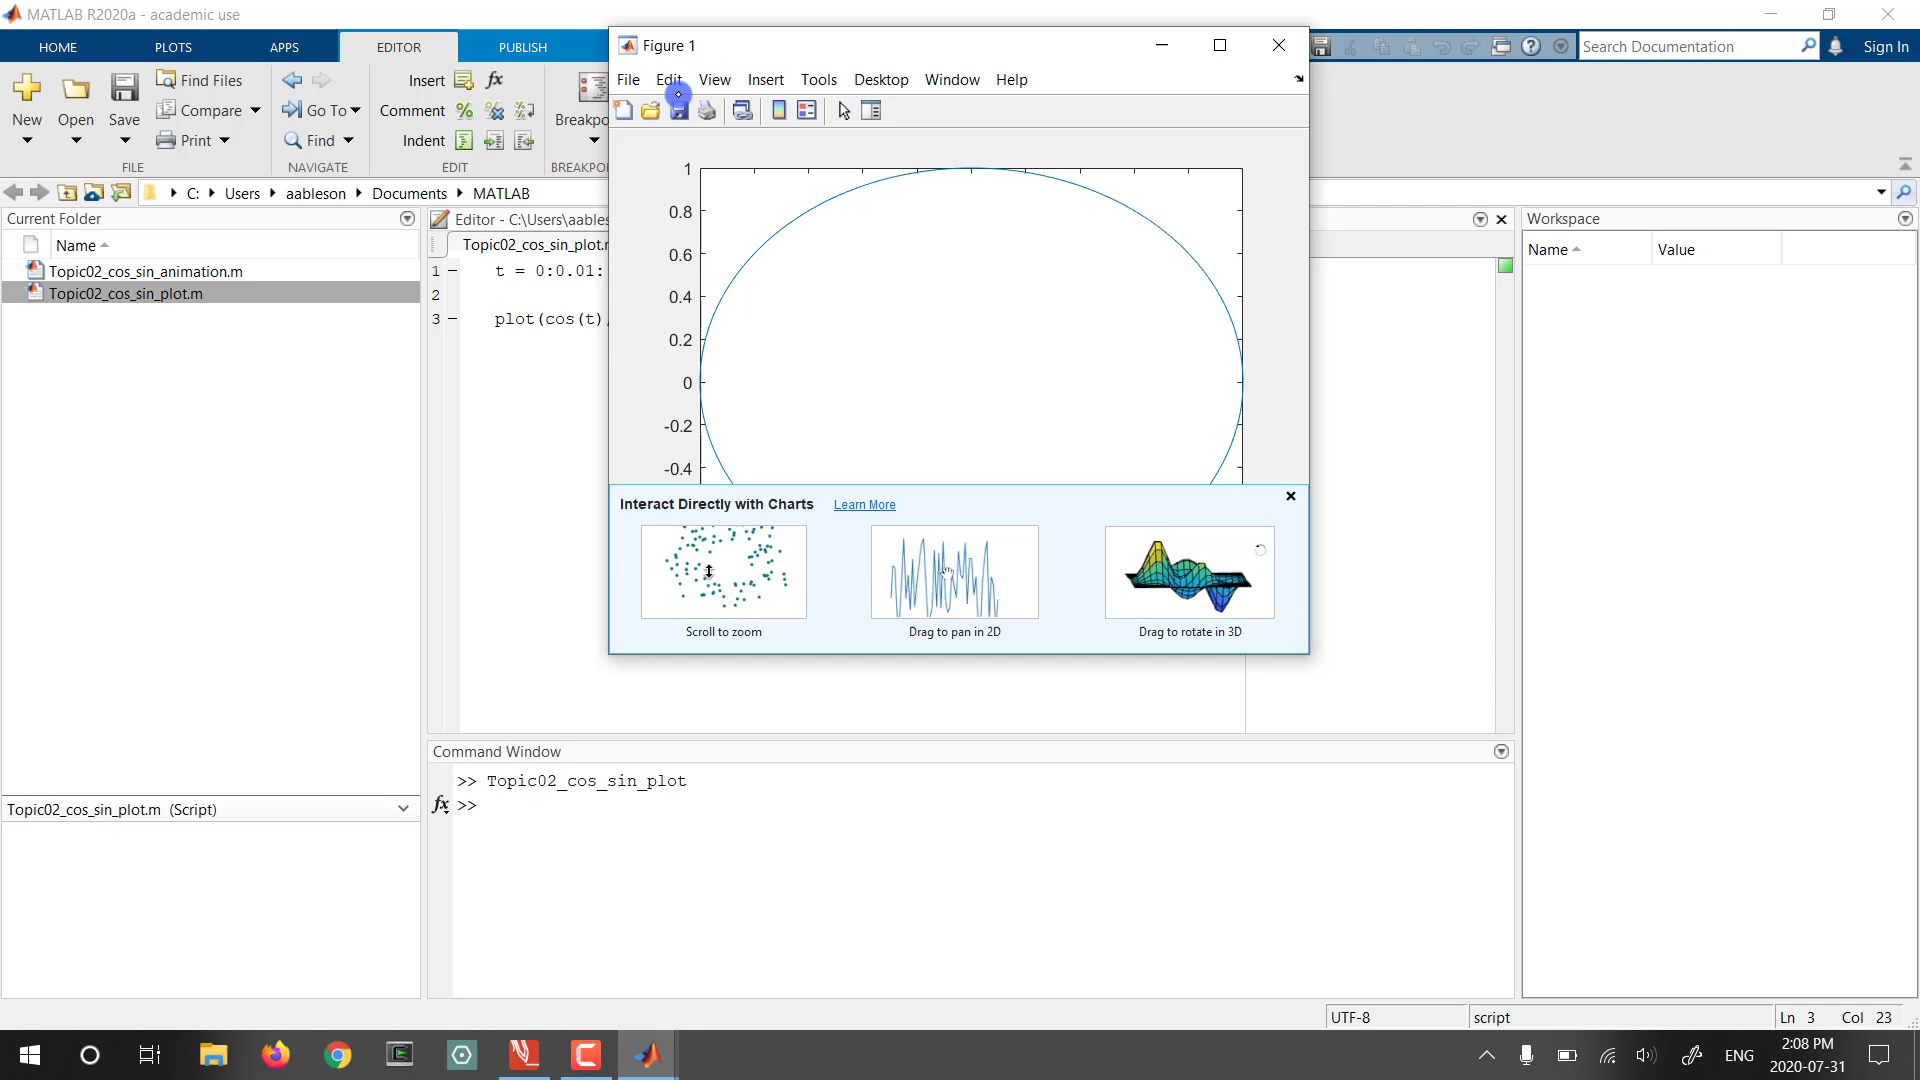 MATLAB R2020a - academic use
HOME
PLOTS
APPS
EDITOR
PUBLISH
Search Documentation
Sign In
New
Open
Save
Find Files
Compare
Print
FILE
Go To
Find
NAVIGATE
Insert
fx
Comment
Indent
EDIT
Breakpo
BREAKPO
C:
Users
aableson
Documents
MATLAB
Current Folder
Name
Topic02_cos_sin_animation.m
Topic02_cos_sin_plot.m
Topic02_cos_sin_plot.m (Script)
Editor - C:\Users\aables
Topic02_cos_sin_plot.m
1 t = 0:0.01:
2
3 plot(cos(t),
Figure 1
File Edit View Insert Tools Desktop Window Help
1
0.8
0.6
0.4
0.2
0
-0.2
-0.4
Interact Directly with Charts Learn More
Scroll to zoom
Drag to pan in 2D
Drag to rotate in 3D
Command Window
>> Topic02_cos_sin_plot
fx >>
Workspace
Name Value
UTF-8
script
Ln 3 Col 23
ENG
2:08 PM
2020-07-31